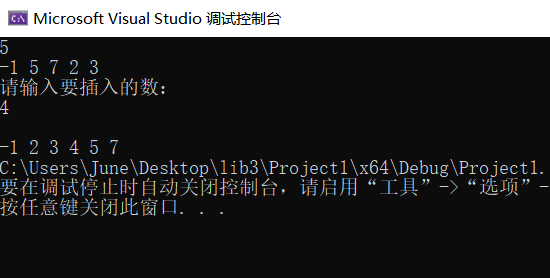 Microsoft Visual Studio 调试控制台
5
-1 5 7 2 3
请输入要插入的数:
4
-1 2 3 4 5 7
C:\Users\June\Desktop\lib3\Project1\x64\Debug\Project1.
要在调试停止时自动关闭控制台，请启用“工具”->“选项”-
按任意键关闭此窗口. . .